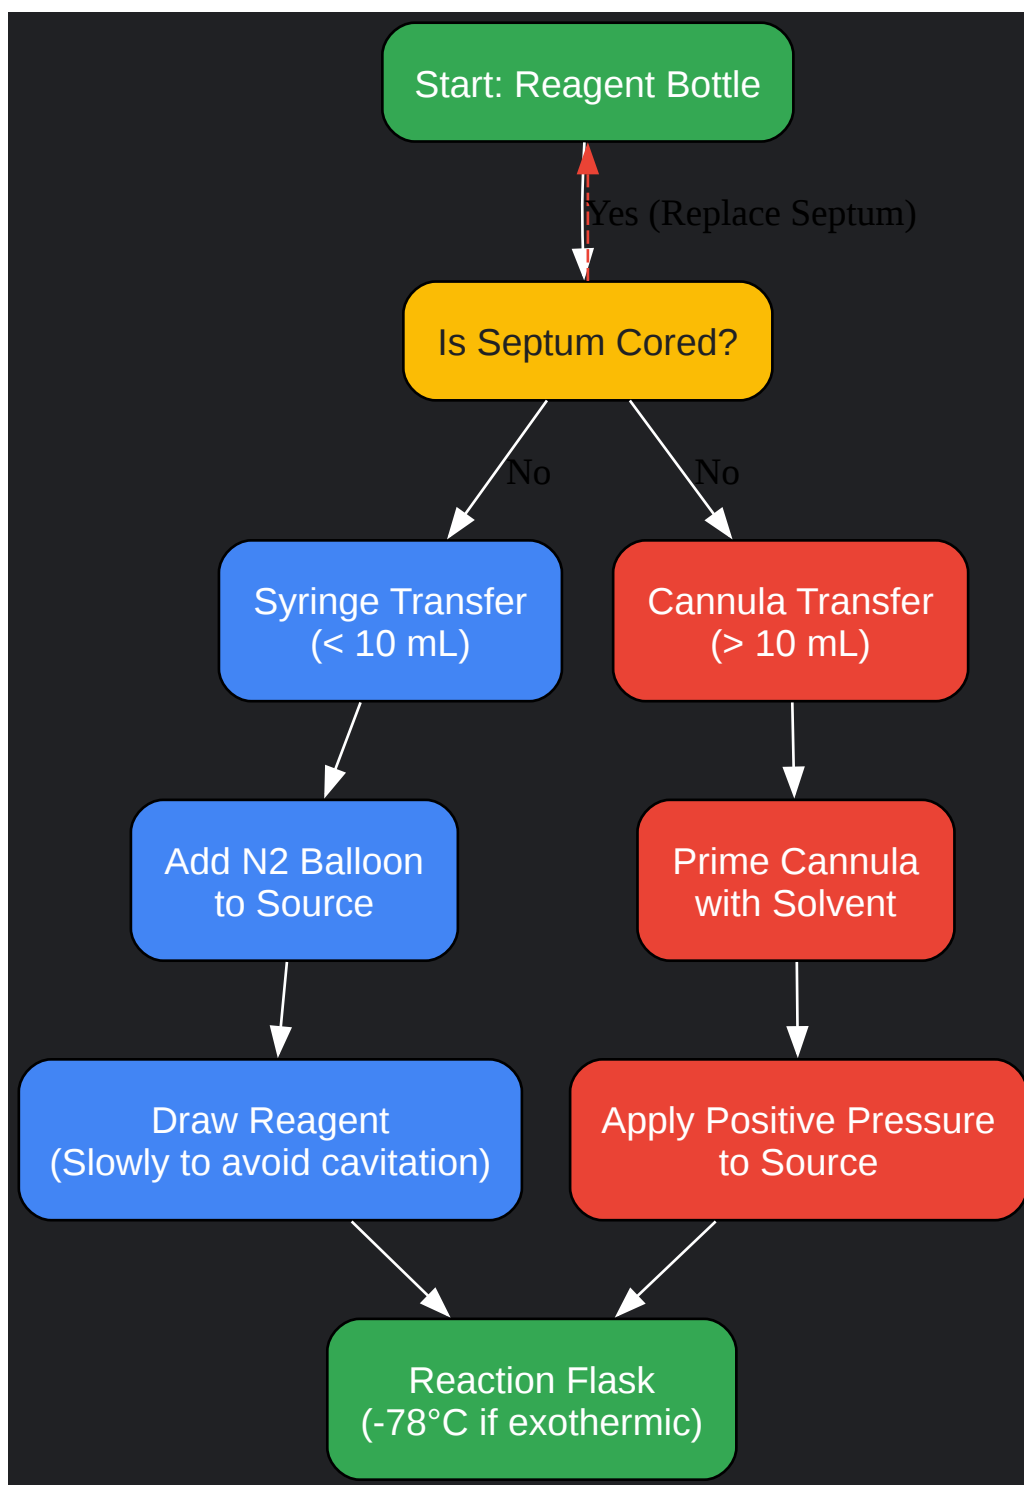 Start: Reagent Bottle
Yes (Replace Septum)
Is Septum Cored?
No
No
Syringe Transfer
(< 10 mL)
Cannula Transfer
(> 10 mL)
Add N2 Balloon
to Source
Prime Cannula
with Solvent
Draw Reagent
(Slowly to avoid cavitation)
Apply Positive Pressure
to Source
Reaction Flask
(-78°C if exothermic)